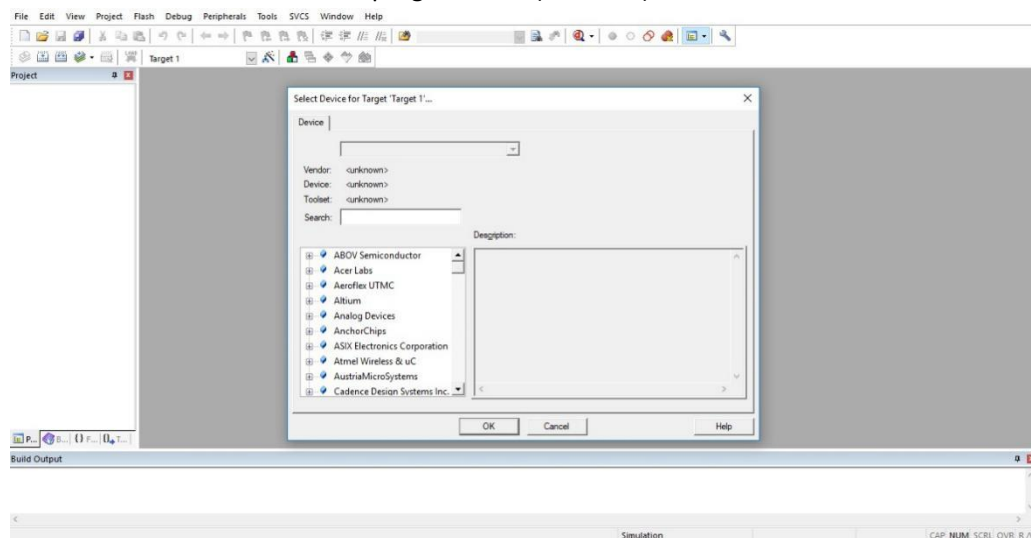 File Edit View Project Flash Debug Peripherals Tools SVCS Window Help
Target 1
Project
Select Device for Target 'Target 1'...
Device
Vendor: <unknown>
Device: <unknown>
Toolset: <unknown>
Search:
Description:
ABOV Semiconductor
Acer Labs
Aeroflex UTMC
Altium
Analog Devices
AnchorChips
ASIX Electronics Corporation
Atmel Wireless & uC
AustriaMicroSystems
Cadence Design Systems Inc.
OK Cancel Help
P... B... {} F... 0 T...
Build Output
Simulation CAP NUM SCRL OVR R